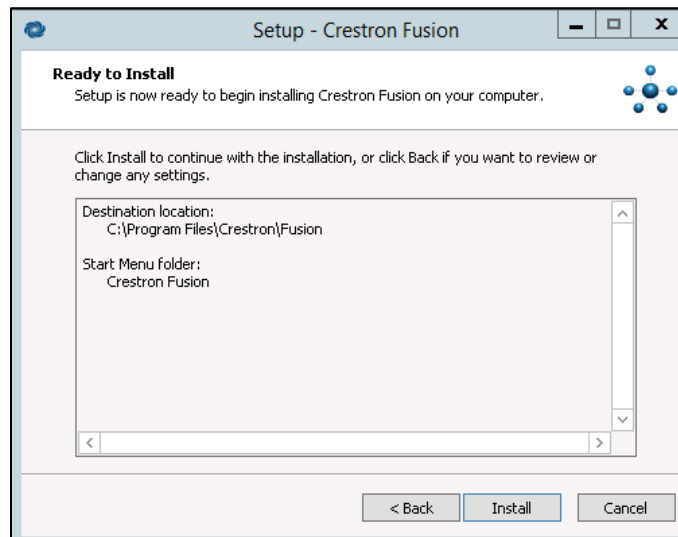 Setup - Crestron Fusion
Ready to Install
Setup is now ready to begin installing Crestron Fusion on your computer.
Click Install to continue with the installation, or click Back if you want to review or
change any settings.
Destination location:
C:\Program Files\Crestron\Fusion
Start Menu folder:
Crestron Fusion
< Back
Install
Cancel